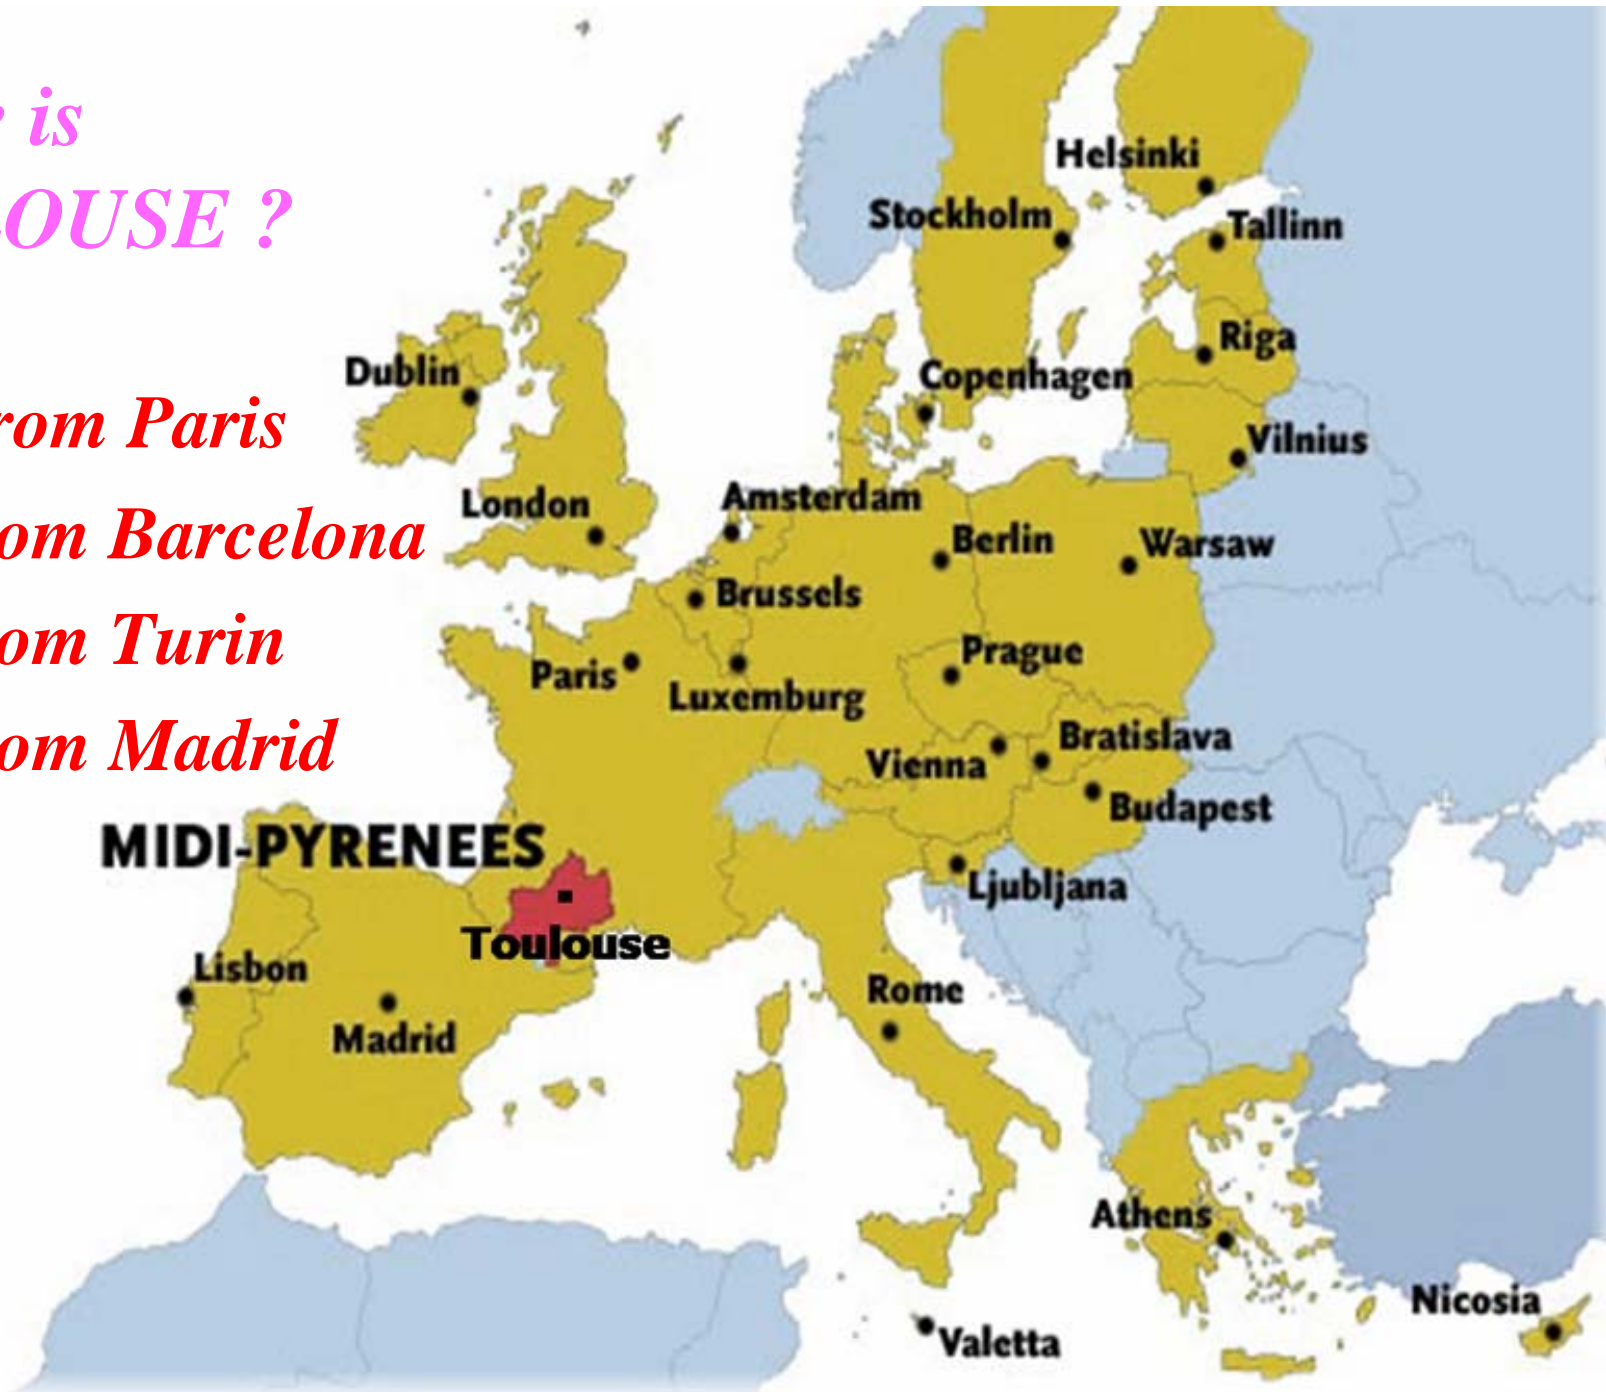 is
OUSE ?
rom Paris
om Barcelona
om Turin
om Madrid
Helsinki
Stockholm
Tallinn
Riga
Dublin
Copenhagen
Vilnius
London
Amsterdam
Berlin
Warsaw
Brussels
Prague
Paris
Luxemburg
Bratislava
Vienna
Budapest
MIDI-PYRENEES
Ljubljana
Toulouse
Lisbon
Rome
Madrid
Athens
Nicosia
Valetta